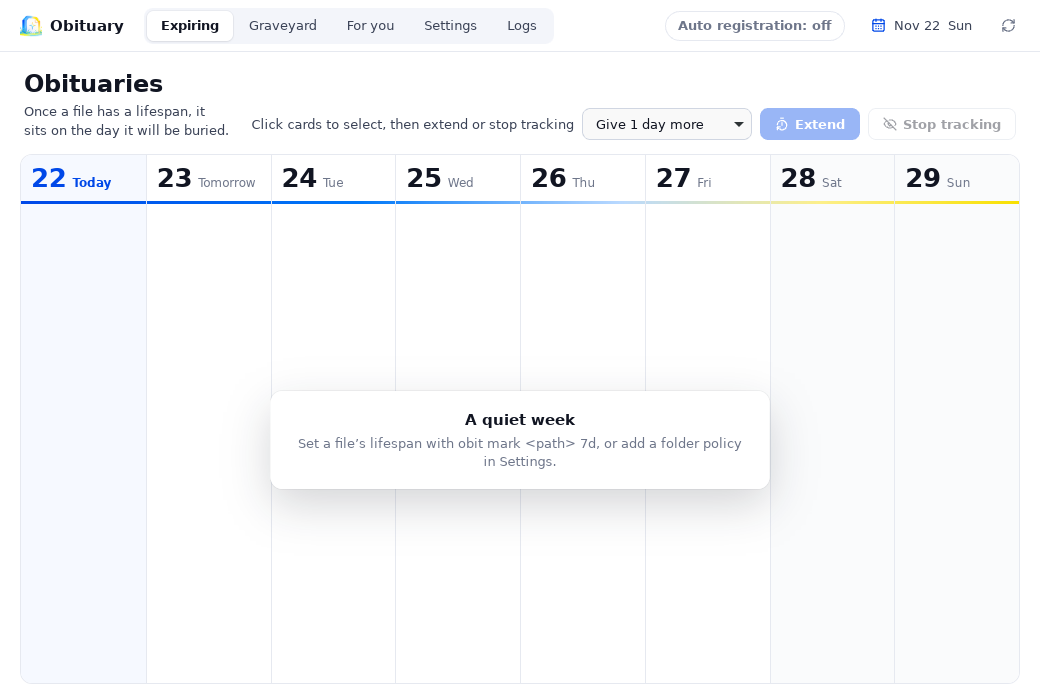 Obituary
Expiring
Graveyard
For you
Settings
Logs
Auto registration: off
Nov 22 Sun
Obituaries
Once a file has a lifespan, it
sits on the day it will be buried.
Click cards to select, then extend or stop tracking
Give 1 day more
Extend
Stop tracking
22 Today
23 Tomorrow
24 Tue
25 Wed
26 Thu
27 Fri
28 Sat
29 Sun
A quiet week
Set a file’s lifespan with obit mark <path> 7d, or add a folder policy
in Settings.